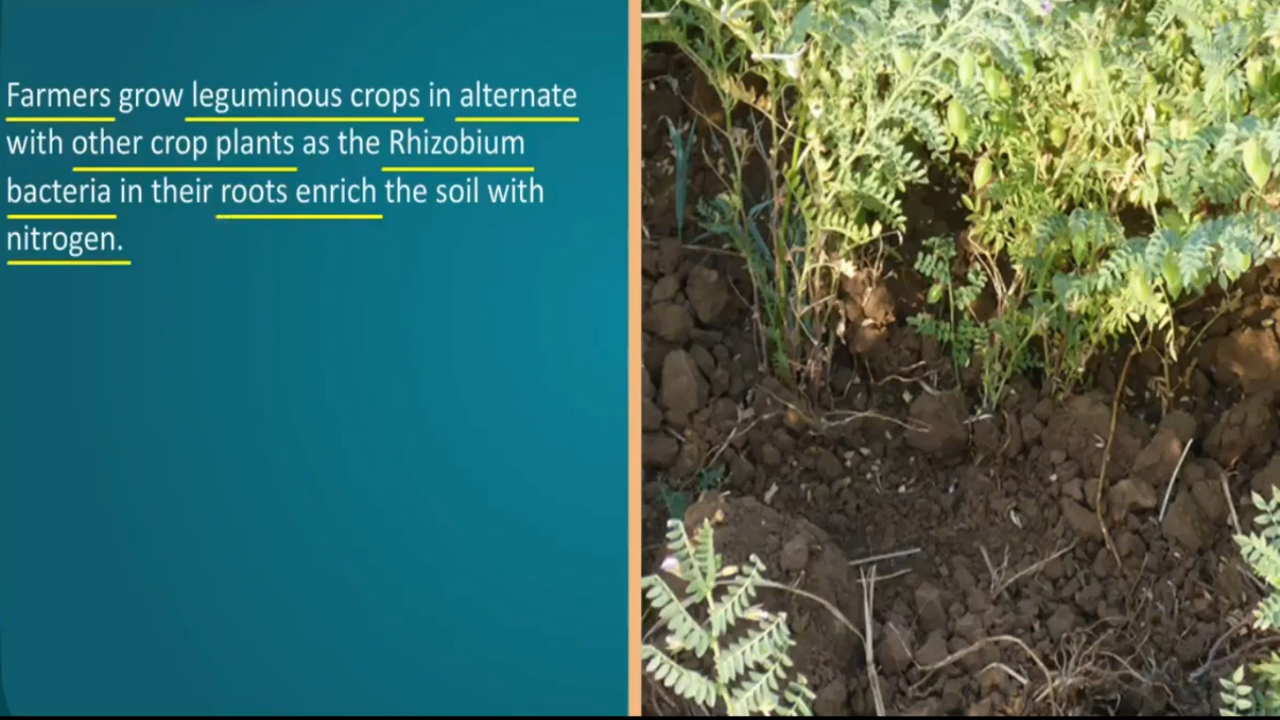 Farmers grow leguminous crops in alternate
with other crop plants as the Rhizobium
bacteria in their roots enrich the soil with
nitrogen.